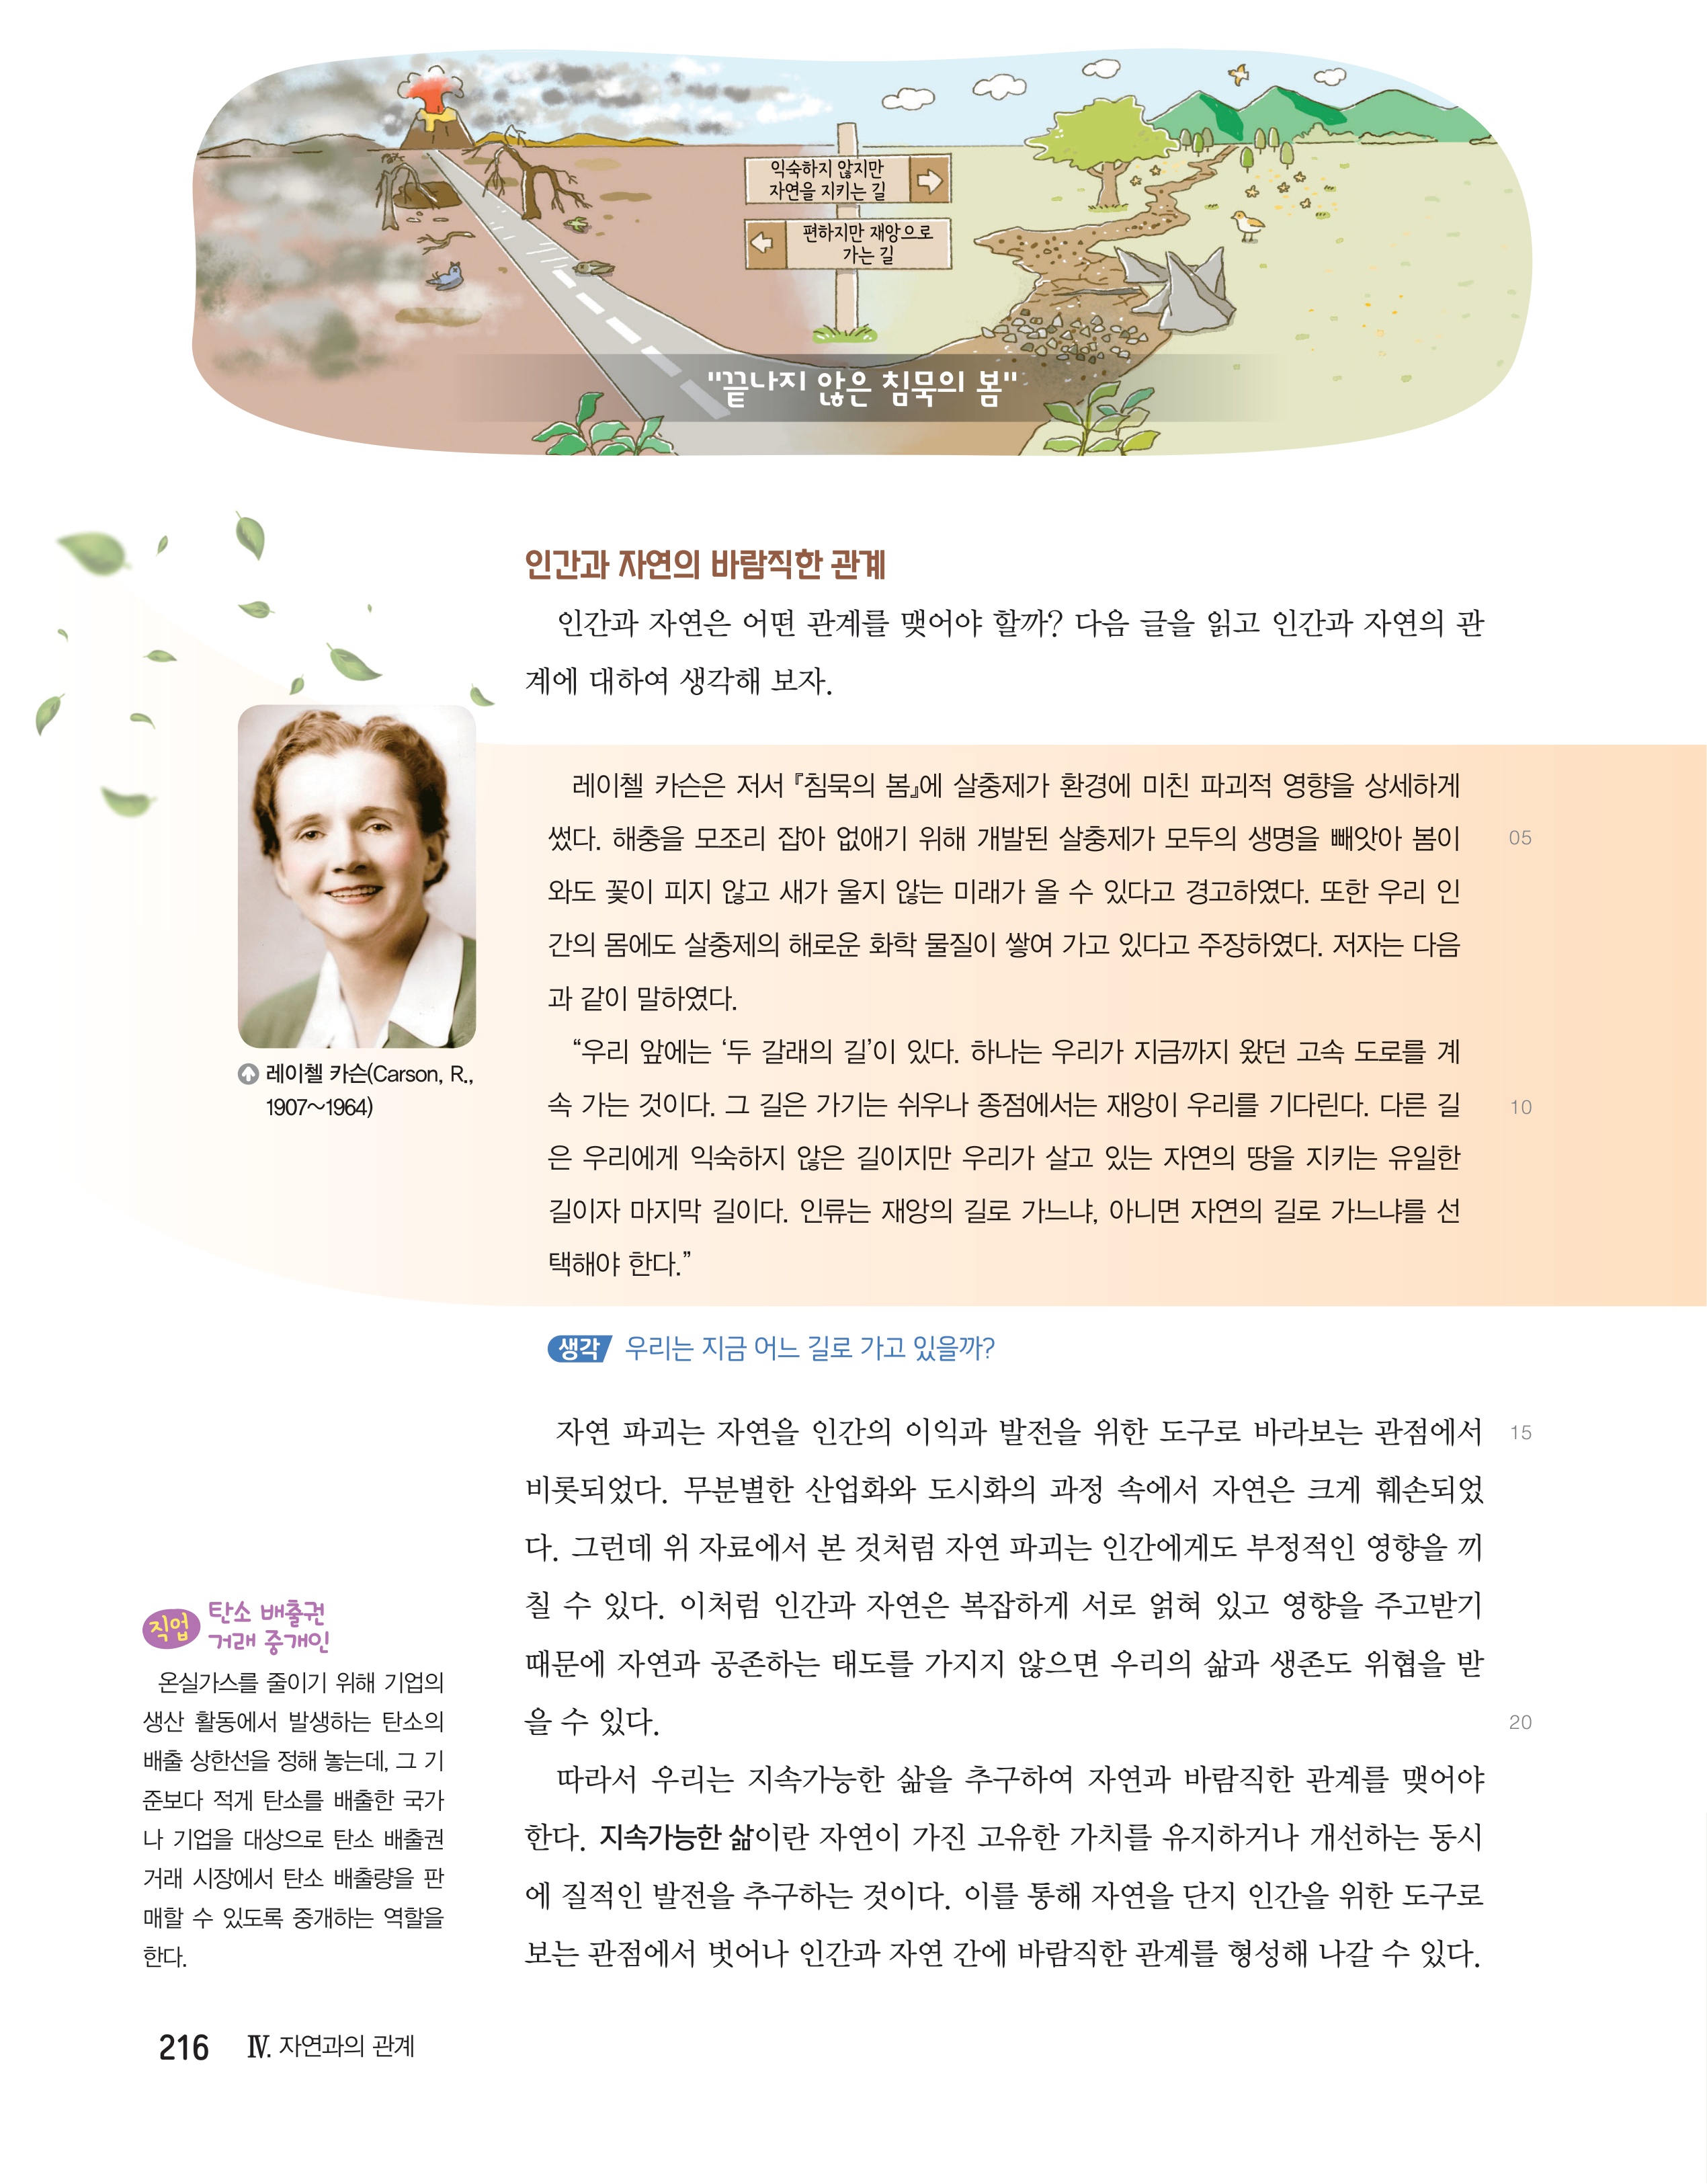 익숙하지 않지만
자연을 지키는 길
편하지만 재앙으로
가는 길
"끝나지 않은 침묵의 봄"
인간과 자연의 바람직한 관계
인간과 자연은 어떤 관계를 맺어야 할까? 다음 글을 읽고 인간과 자연의 관
계에 대하여 생각해 보자.
레이첼 카슨은 저서 『침묵의 봄』에 살충제가 환경에 미친 파괴적 영향을 상세하게
썼다. 해충을 모조리 잡아 없애기 위해 개발된 살충제가 모두의 생명을 빼앗아 봄이
05
와도 꽃이 피지 않고 새가 울지 않는 미래가 올 수 있다고 경고하였다. 또한 우리 인
간의 몸에도 살충제의 해로운 화학 물질이 쌓여 가고 있다고 주장하였다. 저자는 다음
과 같이 말하였다.
“우리 앞에는 ‘두 갈래의 길’이 있다. 하나는 우리가 지금까지 왔던 고속 도로를 계
속 가는 것이다. 그 길은 가기는 쉬우나 종점에서는 재앙이 우리를 기다린다. 다른 길
10
은 우리에게 익숙하지 않은 길이지만 우리가 살고 있는 자연의 땅을 지키는 유일한
길이자 마지막 길이다. 인류는 재앙의 길로 가느냐, 아니면 자연의 길로 가느냐를 선
택해야 한다.”
레이첼 카슨(Carson, R.,
1907~1964)
생각 우리는 지금 어느 길로 가고 있을까?
자연 파괴는 자연을 인간의 이익과 발전을 위한 도구로 바라보는 관점에서
15
비롯되었다. 무분별한 산업화와 도시화의 과정 속에서 자연은 크게 훼손되었
다. 그런데 위 자료에서 본 것처럼 자연 파괴는 인간에게도 부정적인 영향을 끼
칠 수 있다. 이처럼 인간과 자연은 복잡하게 서로 얽혀 있고 영향을 주고받기
때문에 자연과 공존하는 태도를 가지지 않으면 우리의 삶과 생존도 위협을 받
을 수 있다.
20
따라서 우리는 지속가능한 삶을 추구하여 자연과 바람직한 관계를 맺어야
한다. 지속가능한 삶이란 자연이 가진 고유한 가치를 유지하거나 개선하는 동시
에 질적인 발전을 추구하는 것이다. 이를 통해 자연을 단지 인간을 위한 도구로
보는 관점에서 벗어나 인간과 자연 간에 바람직한 관계를 형성해 나갈 수 있다.
직업 탄소 배출권
거래 중개인
온실가스를 줄이기 위해 기업의
생산 활동에서 발생하는 탄소의
배출 상한선을 정해 놓는데, 그 기
준보다 적게 탄소를 배출한 국가
나 기업을 대상으로 탄소 배출권
거래 시장에서 탄소 배출량을 판
매할 수 있도록 중개하는 역할을
한다.
216 Ⅳ. 자연과의 관계